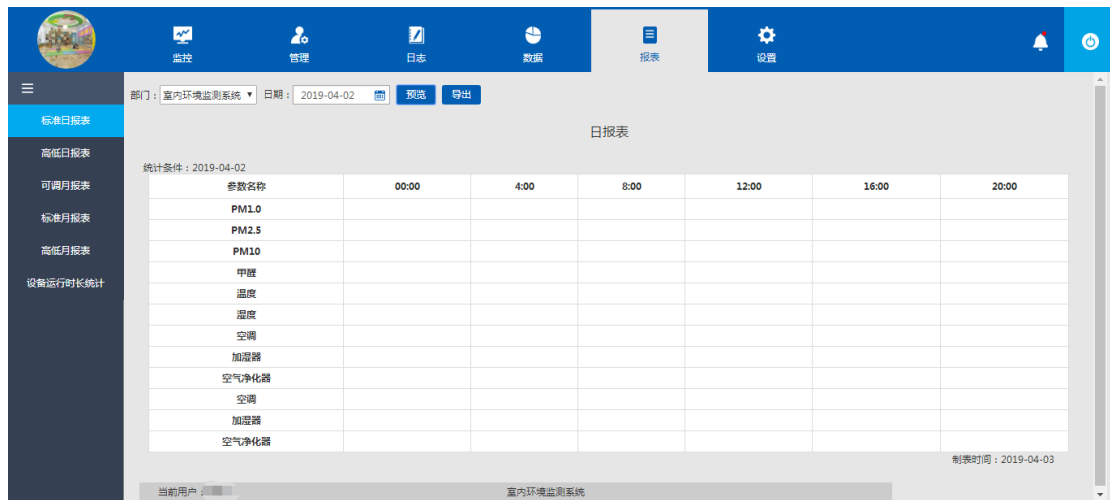 监控 管理 日志 数据 报表 设置
部门：室内环境监测系统 日期：2019-04-02 预览 导出
标准日报表
高低日报表
可调月报表
标准月报表
高低月报表
设备运行时长统计
日报表
统计条件：2019-04-02
参数名称 00:00 4:00 8:00 12:00 16:00 20:00
PM1.0
PM2.5
PM10
甲醛
温度
湿度
空调
加湿器
空气净化器
空调
加湿器
空气净化器
制表时间：2019-04-03
当前用户： 室内环境监测系统